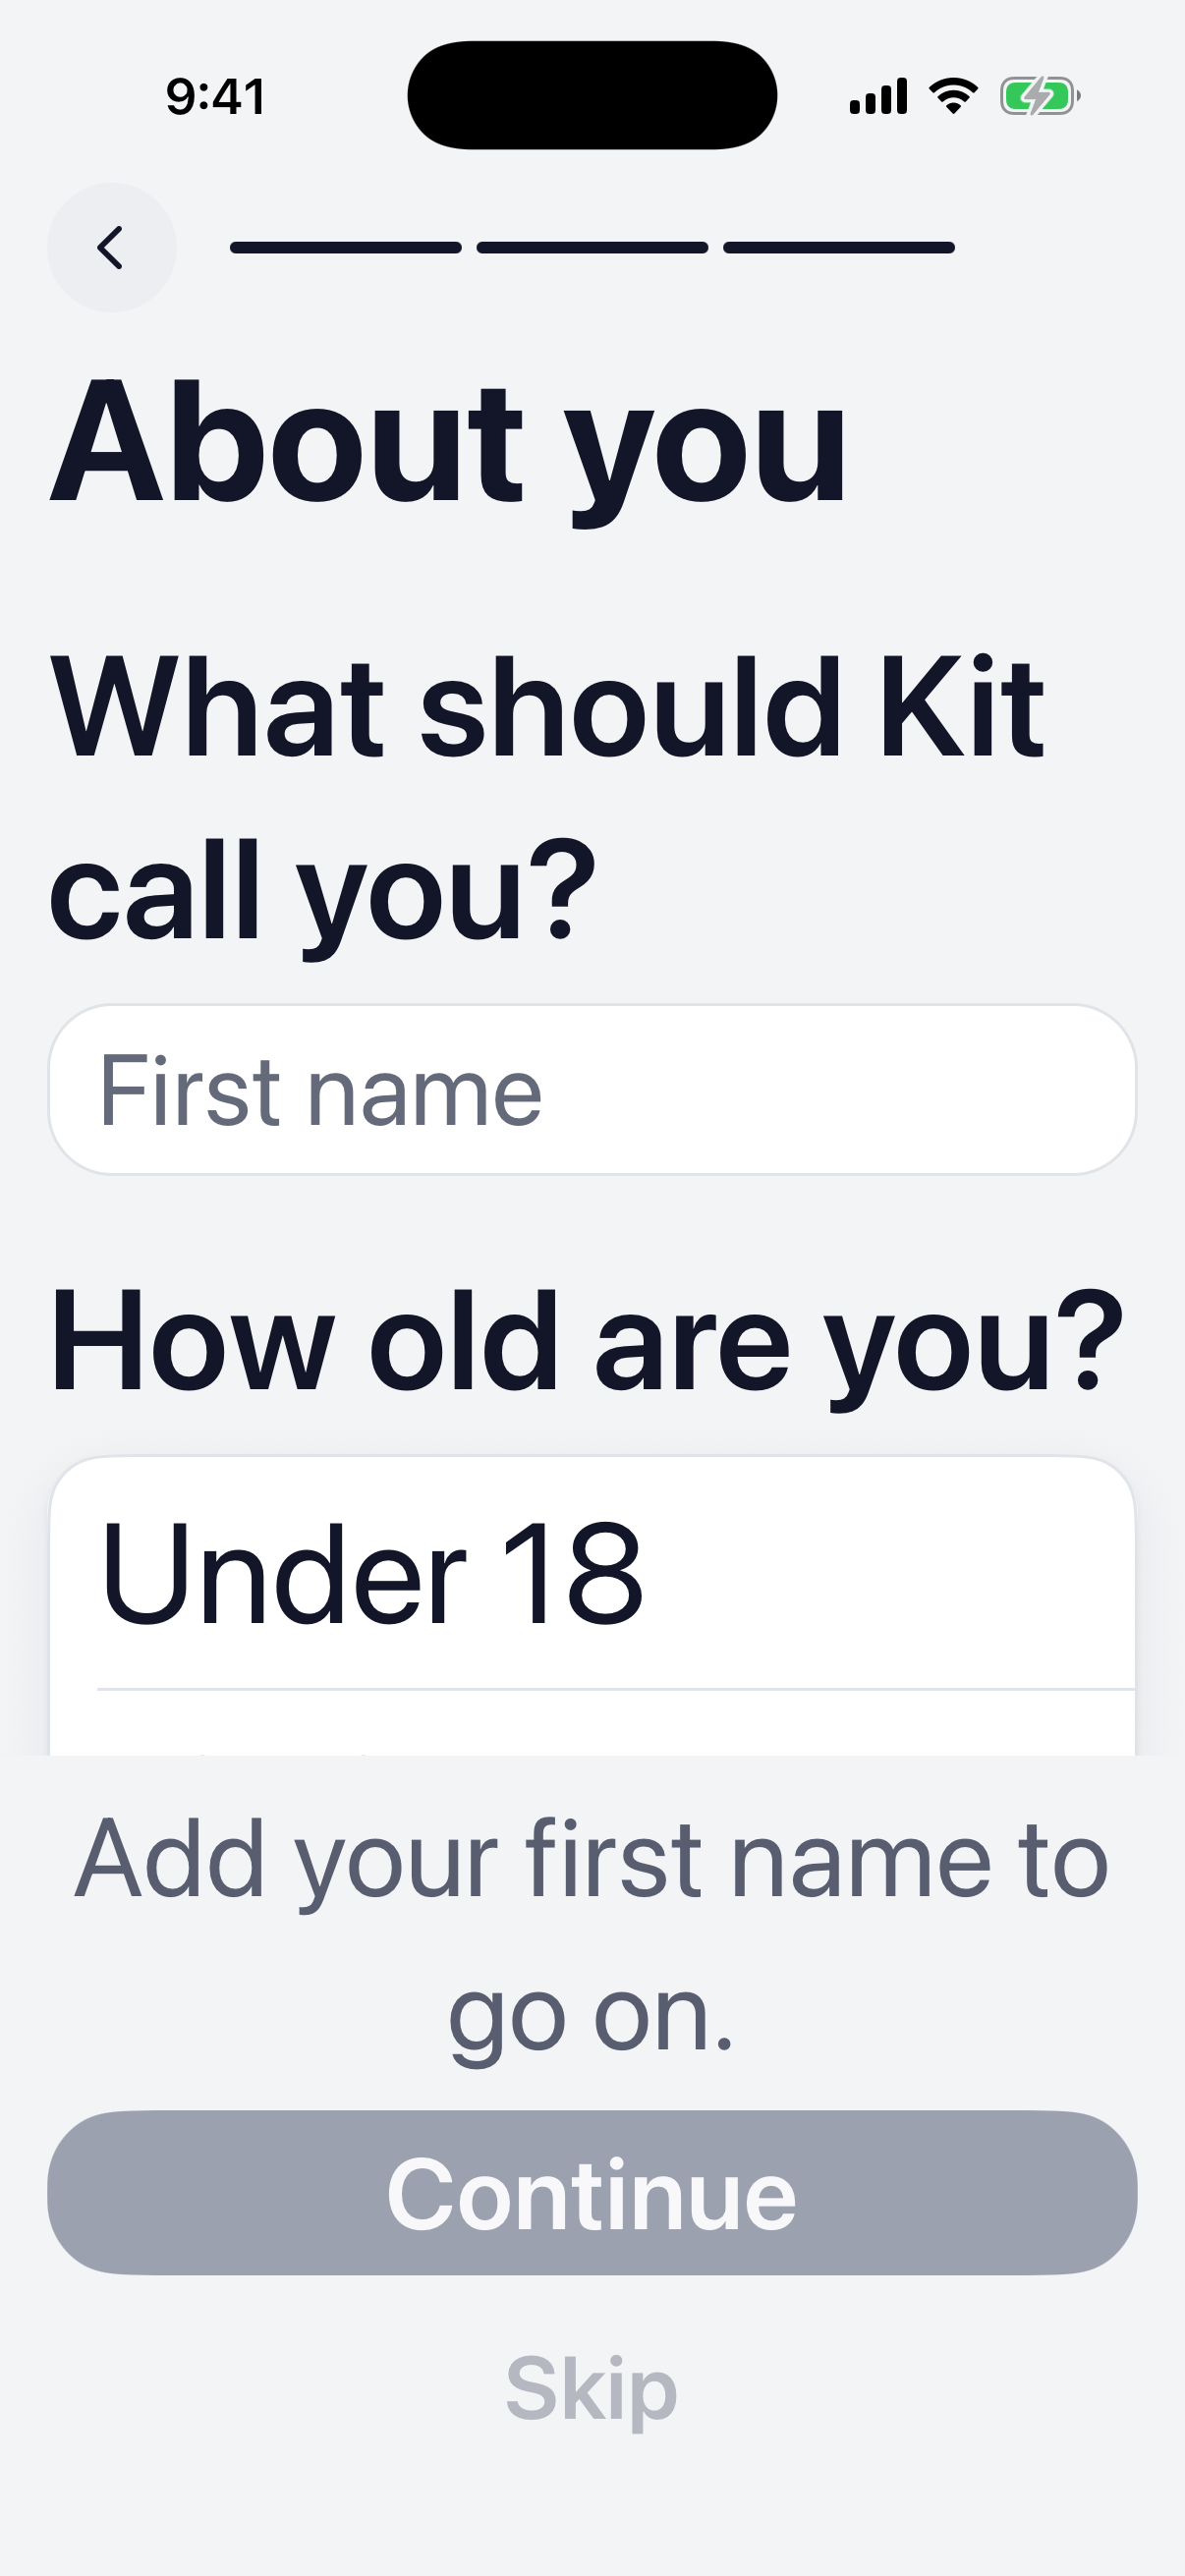 9:41
About you
What should Kit
call you?
First name
How old are you?
Under 18
Add your first name to
go on.
Continue
Skip